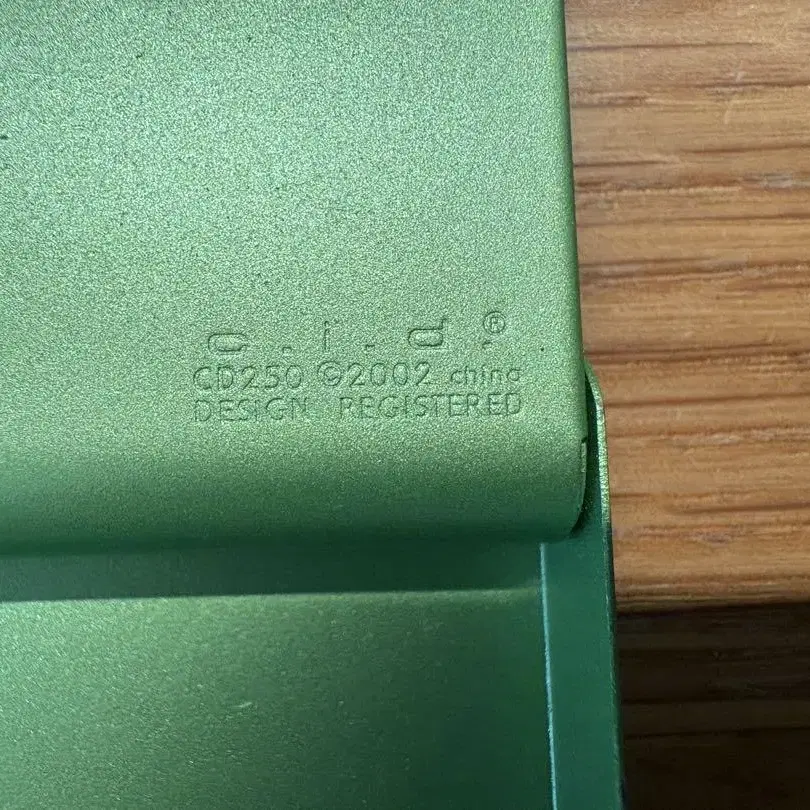 c.i.d.®
CD250 ©2002 china
DESIGN REGISTERED